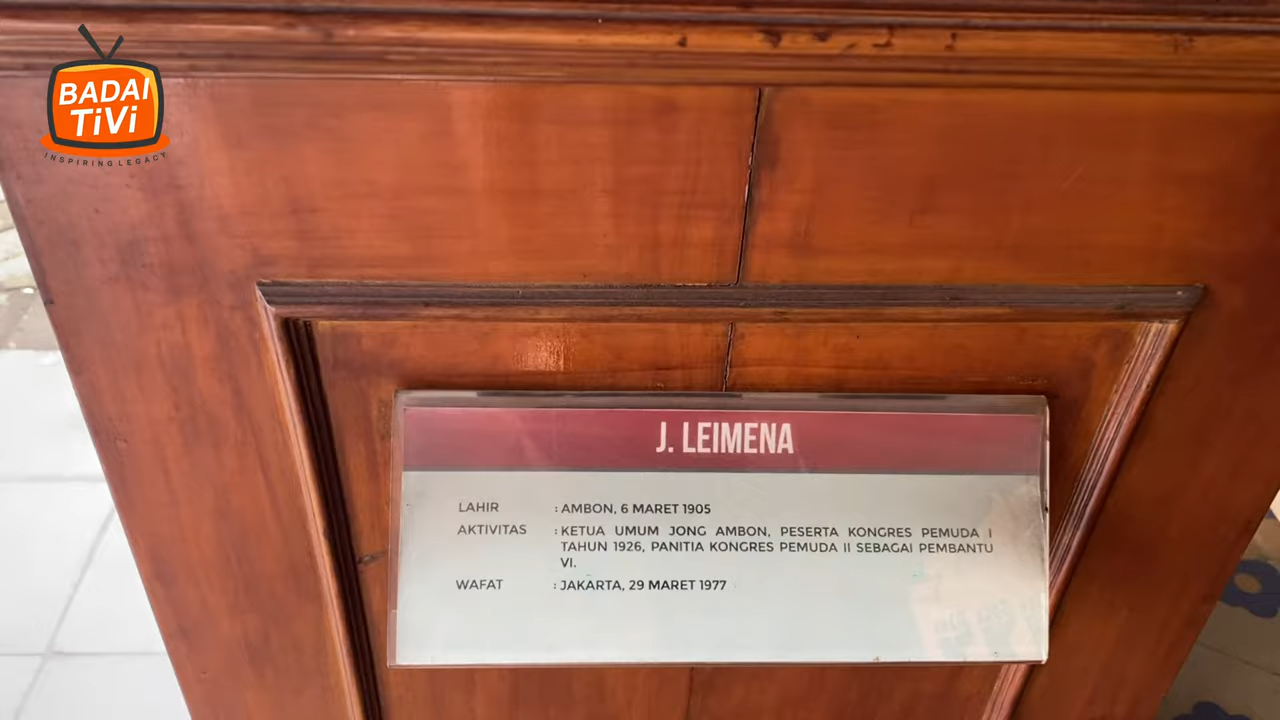 BADAI
TiVi
INSPIRING LEGACY
J. LEIMENA
LAHIR : AMBON, 6 MARET 1905
AKTIVITAS : KETUA UMUM JONG AMBON, PESERTA KONGRES PEMUDA I
TAHUN 1926, PANITIA KONGRES PEMUDA II SEBAGAI PEMBANTU
VI.
WAFAT : JAKARTA, 29 MARET 1977